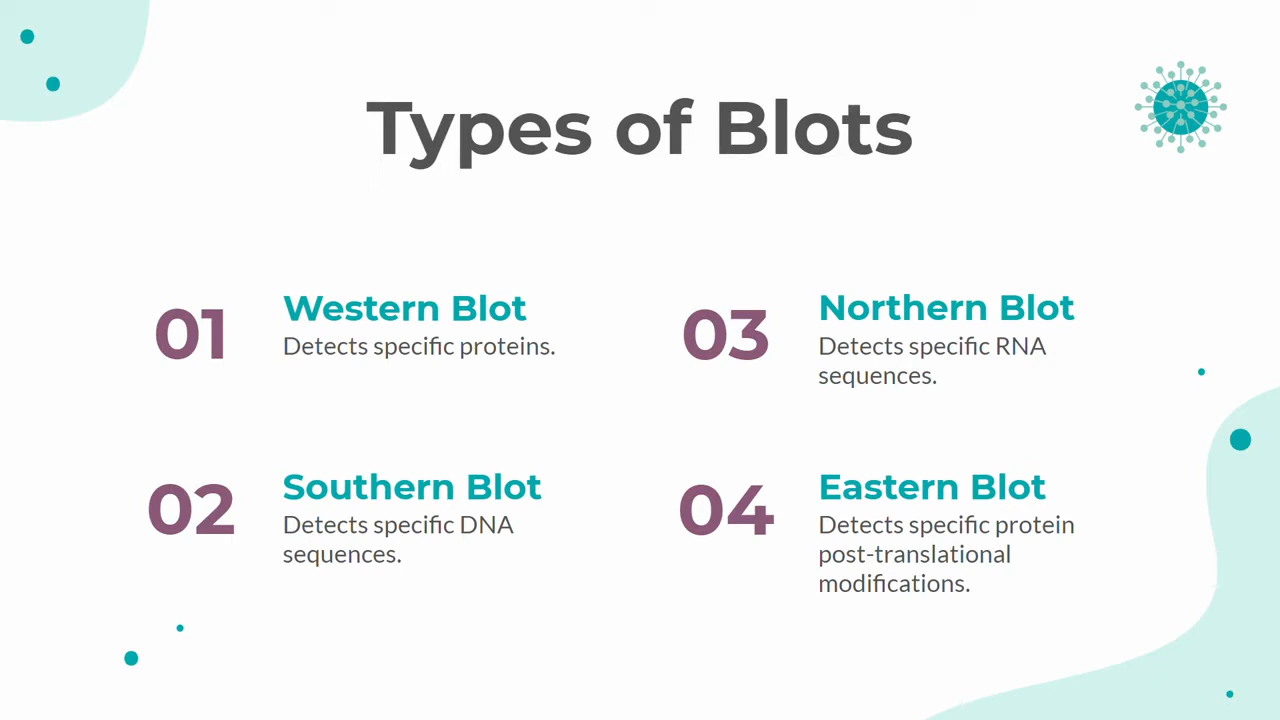 Types of Blots
01
Western Blot
Detects specific proteins.
02
Southern Blot
Detects specific DNA
sequences.
03
Northern Blot
Detects specific RNA
sequences.
04
Eastern Blot
Detects specific protein
post-translational
modifications.